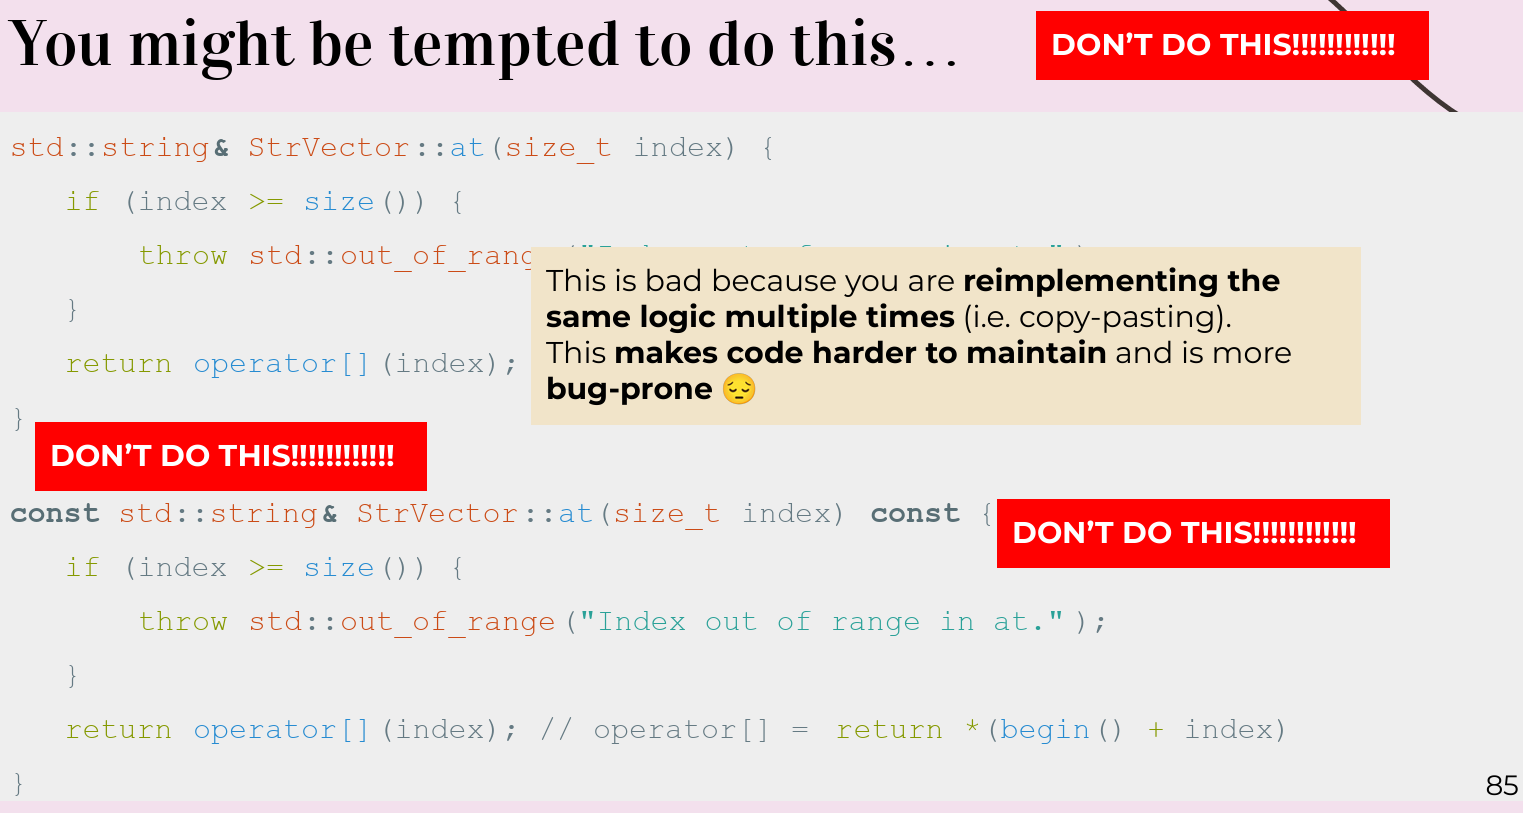 You might be tempted to do this...
DON'T DO THIS!!!!!!!!!!!!
std::string& StrVector::at(size_t index) {
if (index >= size()) {
throw std::out_of_rang
This is bad because you are reimplementing the
same logic multiple times (i.e. copy-pasting).
This makes code harder to maintain and is more
bug-prone 😔
}
return operator[](index);
}
DON'T DO THIS!!!!!!!!!!!!
const std::string& StrVector::at(size_t index) const {
DON'T DO THIS!!!!!!!!!!!!
if (index >= size()) {
throw std::out_of_range("Index out of range in at.");
}
return operator[](index); // operator[] = return *(begin() + index)
}
85